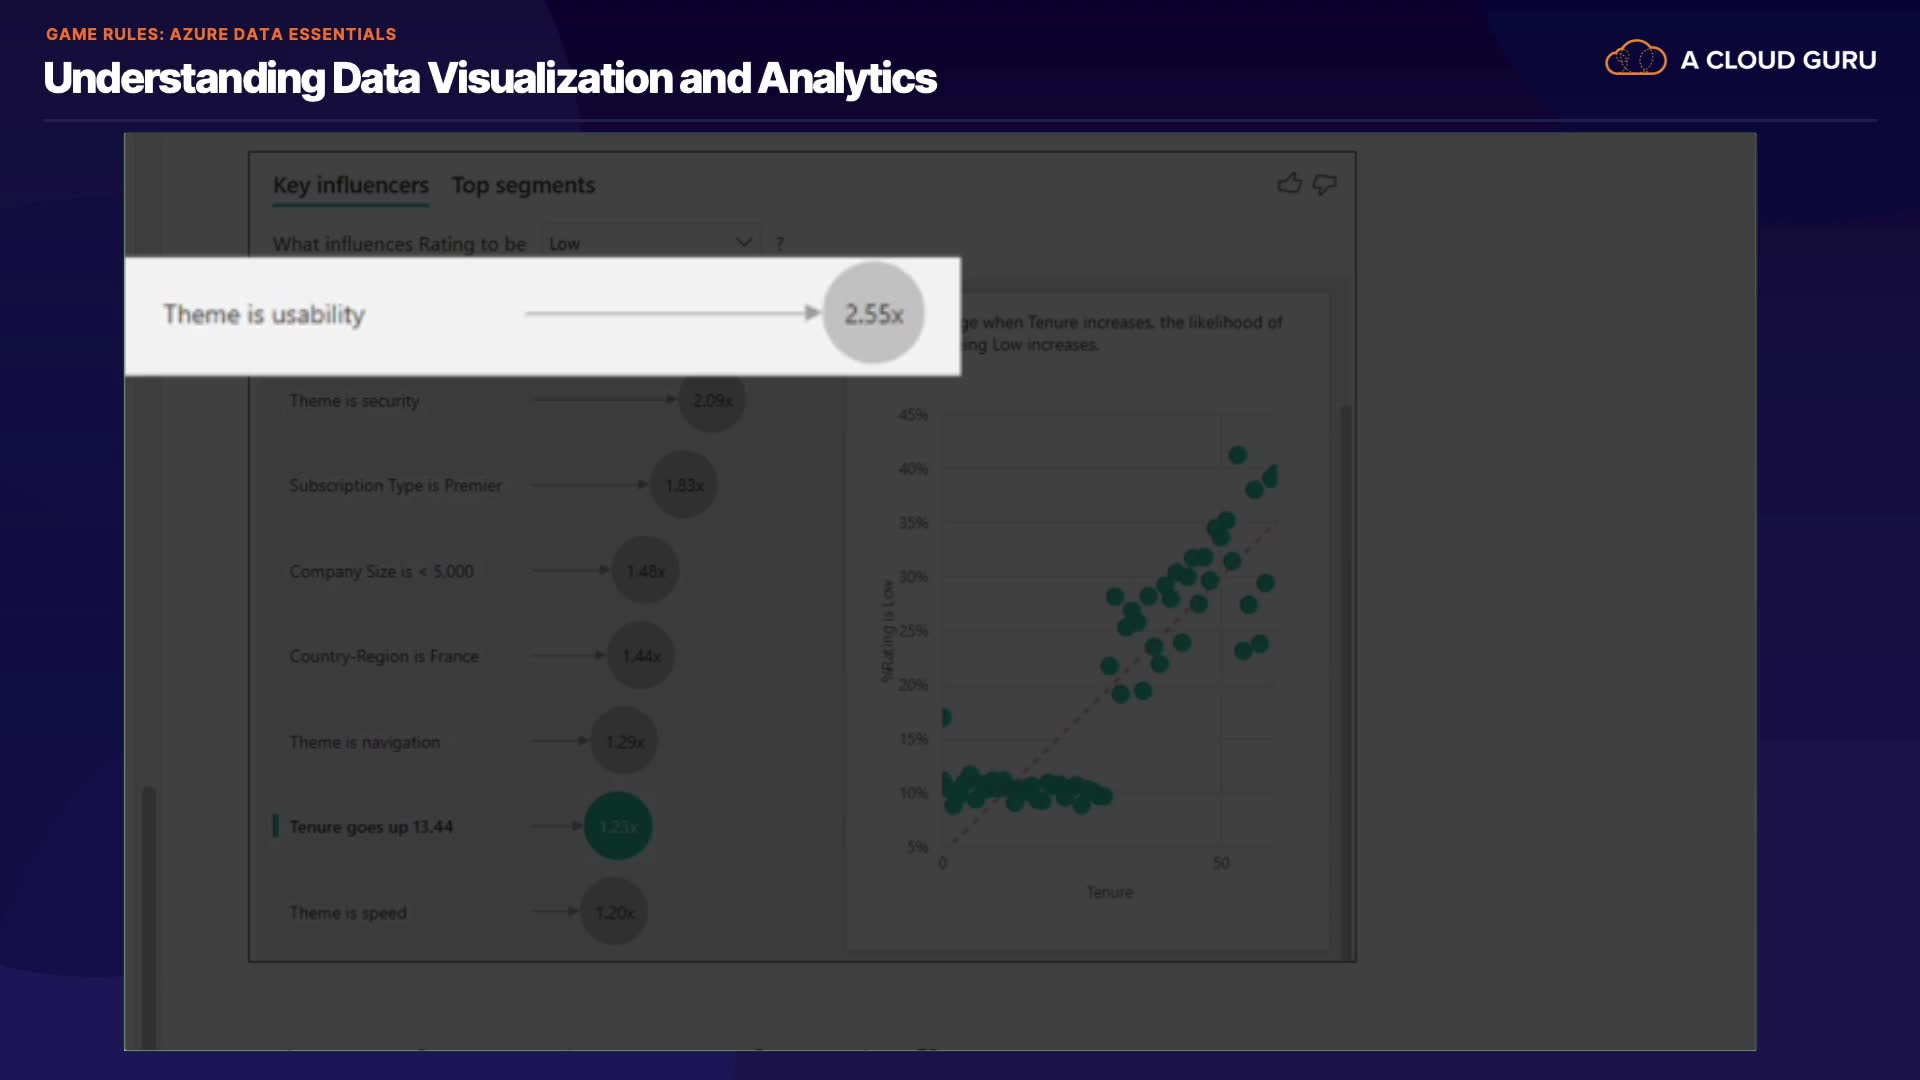 GAME RULES: AZURE DATA ESSENTIALS
Understanding Data Visualization and Analytics
A CLOUD GURU
Key influencers Top segments
What influences Rating to be Low ?
Theme is usability 2.55x
ge when Tenure increases, the likelihood of
ing Low increases.
Theme is security 2.09x
Subscription Type is Premier 1.83x
Company Size is < 5,000 1.48x
Country-Region is France 1.44x
Theme is navigation 1.29x
Tenure goes up 13.44 1.23x
Theme is speed 1.20x
%Rating is Low
45%
40%
35%
30%
25%
20%
15%
10%
5%
0 50
Tenure